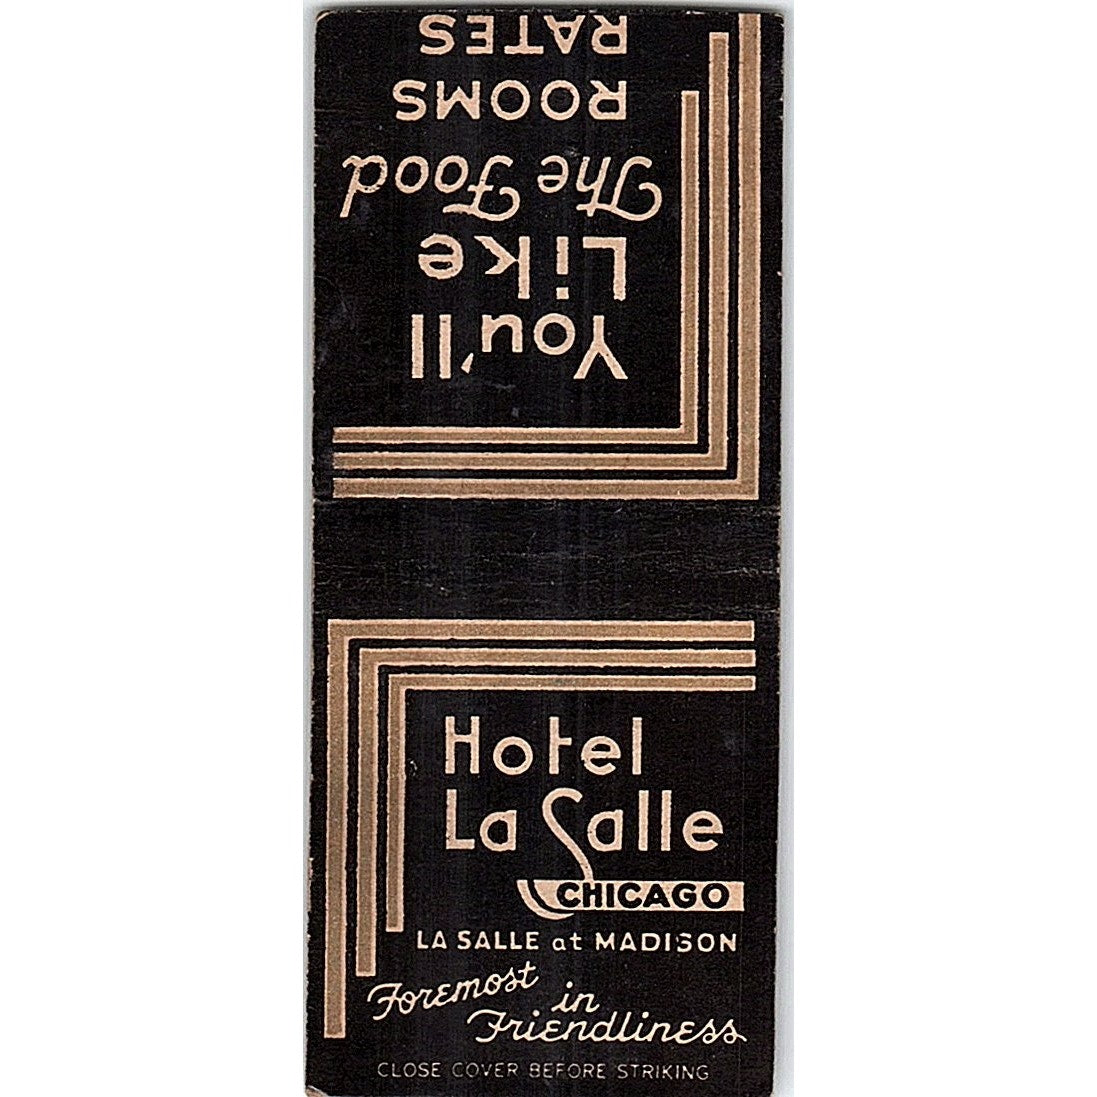 You'll
Like
The Food
ROOMS
RATES
Hotel
La Salle
CHICAGO
LA SALLE at MADISON
Foremost
in
Friendliness
CLOSE COVER BEFORE STRIKING